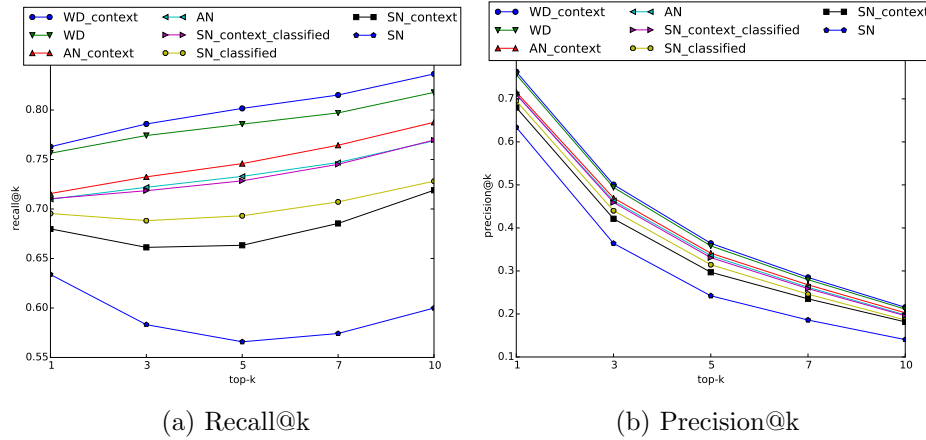 WD_context AN SN_context
WD SN_context_classified SN
AN_context SN_classified
0.80
0.75
0.70
0.65
0.60
0.55
recall@k
1 3 5 7 10
top-k
(a) Recall@k
WD_context AN SN_context
WD SN_context_classified SN
AN_context SN_classified
0.7
0.5
0.4
0.3
0.2
0.1
precision@k
1 3 5 7 10
top-k
(b) Precision@k